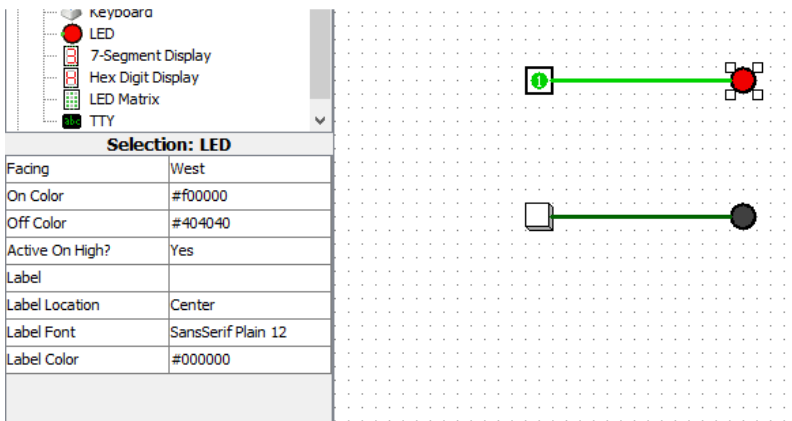 Keyboard
LED
7-Segment Display
Hex Digit Display
LED Matrix
abc TTY
Selection: LED
Facing West
On Color #f00000
Off Color #404040
Active On High? Yes
Label
Label Location Center
Label Font SansSerif Plain 12
Label Color #000000
1